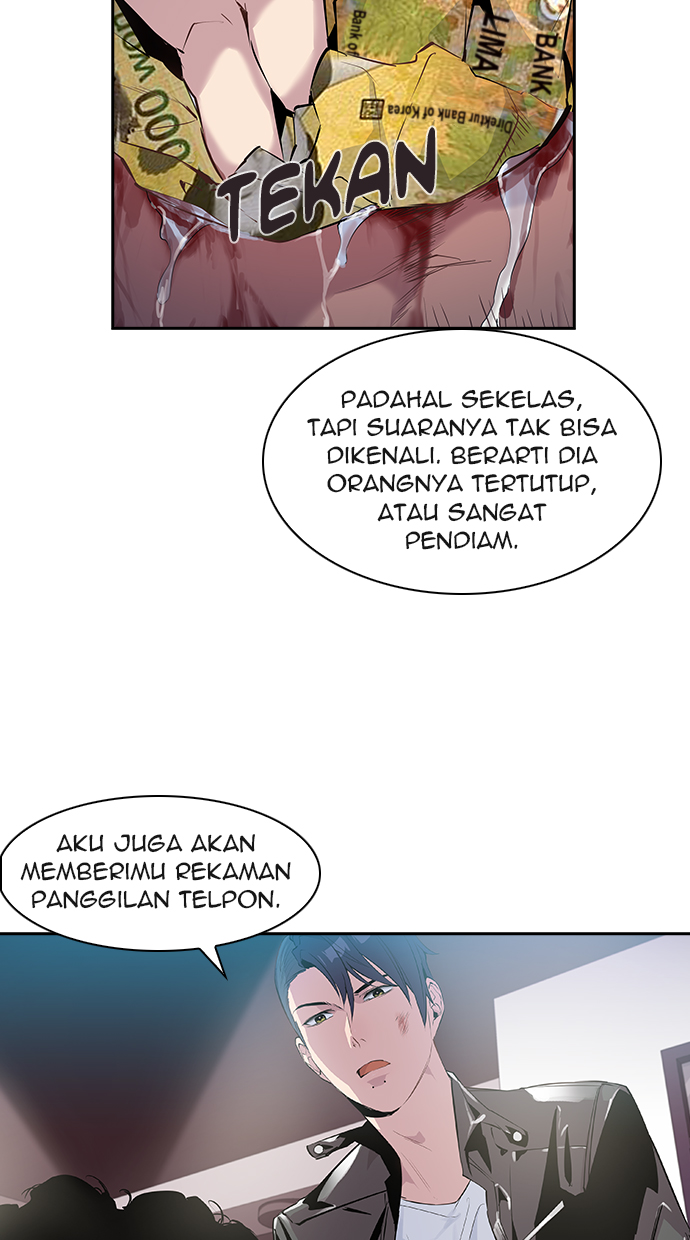 000 won
Bank of
LIMA
BANK
Direktur Bank of Korea
TEKAN
PADAHAL SEKELAS,
TAPI SUARANYA TAK BISA
DIKENALI. BERARTI DIA
ORANGNYA TERTUTUP,
ATAU SANGAT
PENDIAM.
AKU JUGA AKAN
MEMBERIMU REKAMAN
PANGGILAN TELPON.